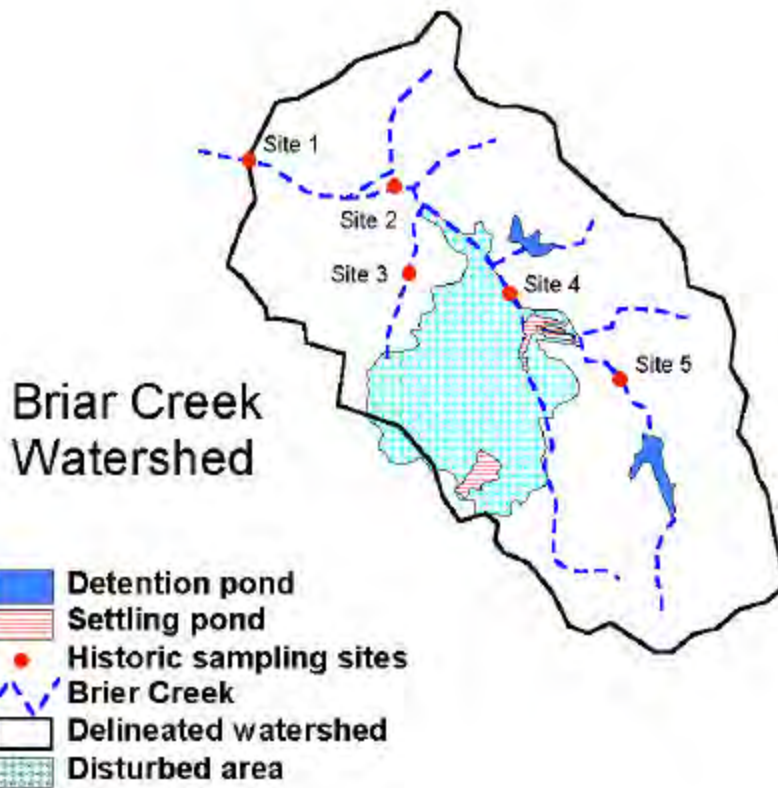 Site 1
Site 2
Site 3
Site 4
Site 5
Briar Creek
Watershed
Detention pond
Settling pond
Historic sampling sites
Brier Creek
Delineated watershed
Disturbed area